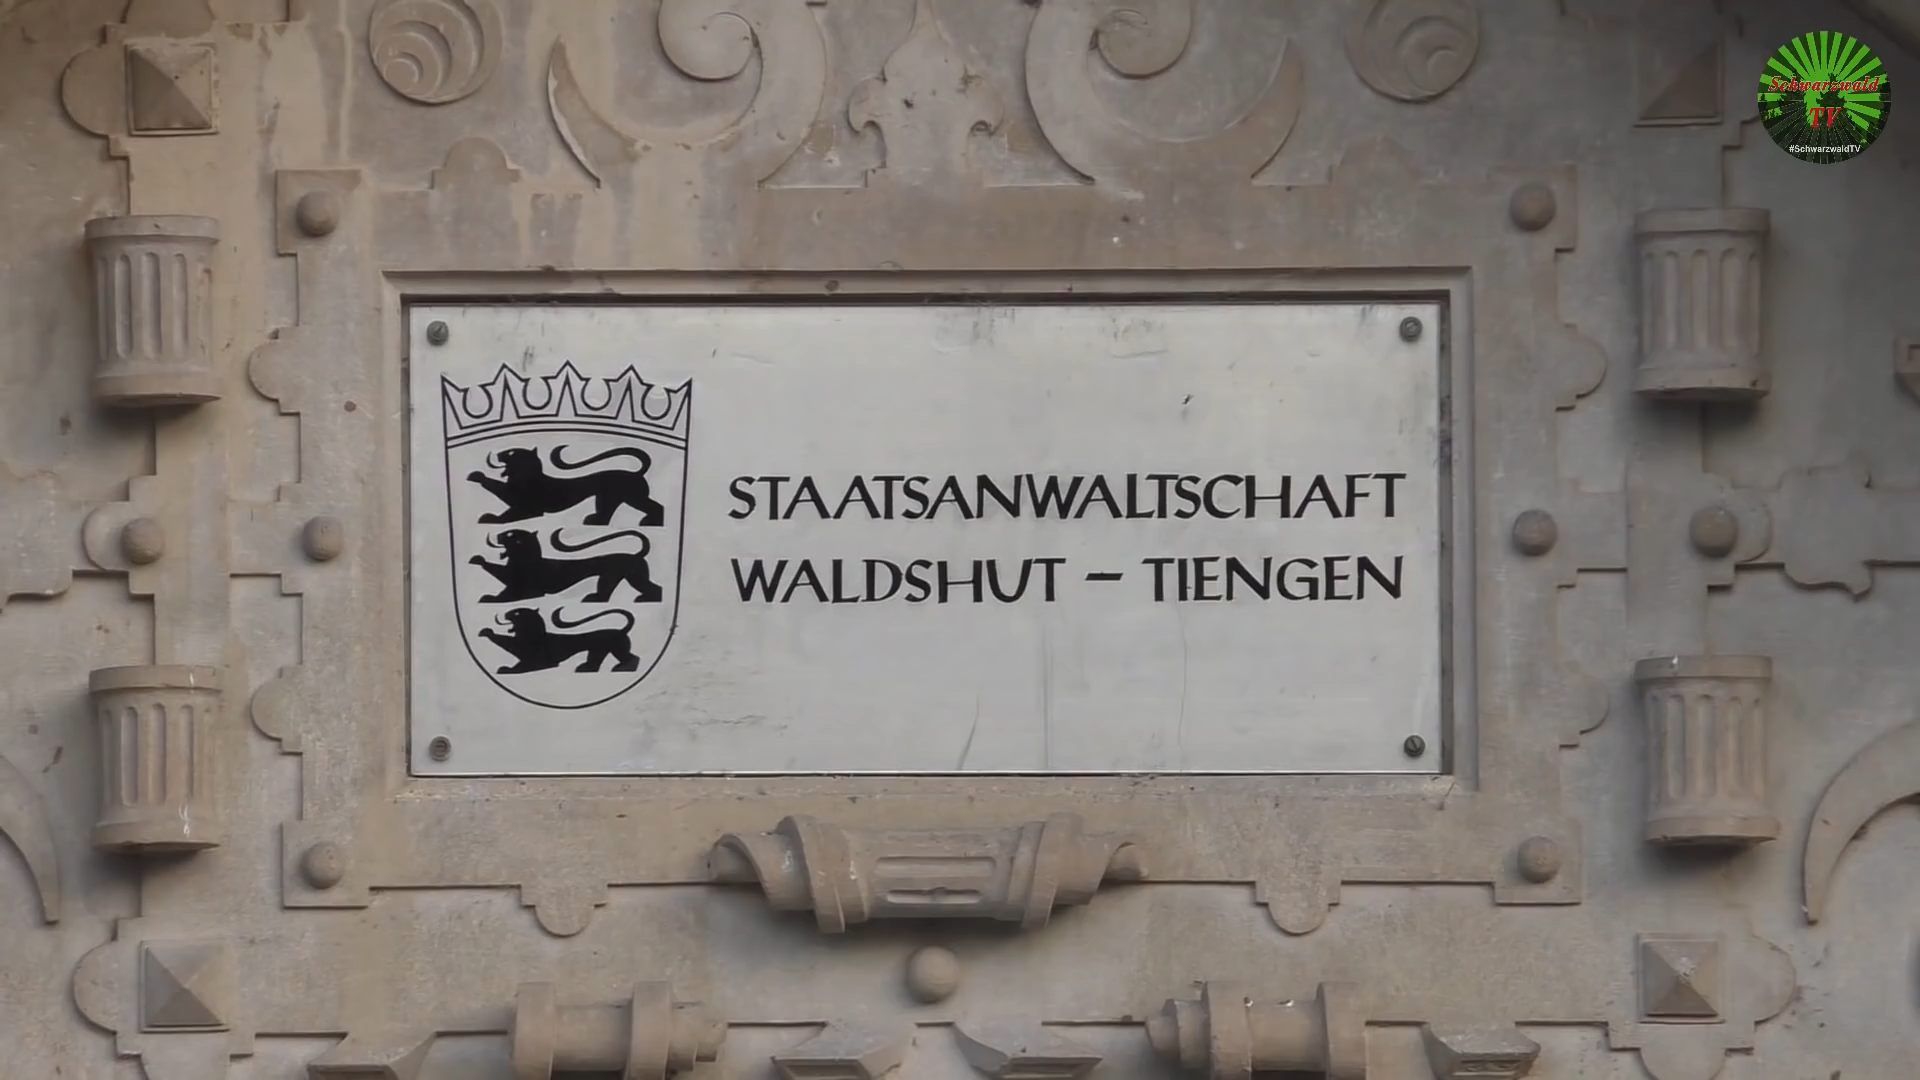 Schwarzwald
TV
#SchwarzwaldTV
STAATSANWALTSCHAFT
WALDSHUT – TIENGEN